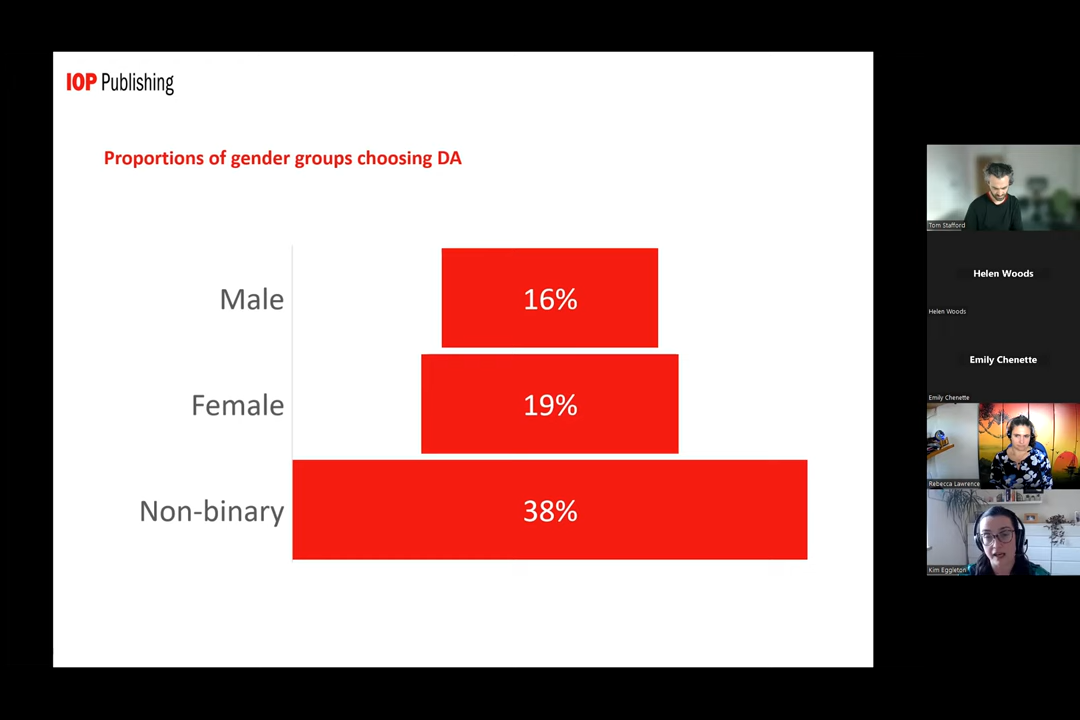 IOP Publishing
Proportions of gender groups choosing DA
Male
16%
Female
19%
Non-binary
38%
Tom Stafford
Helen Woods
Helen Woods
Emily Chenette
Emily Chenette
Rebecca Lawrence
Kim Eggleton